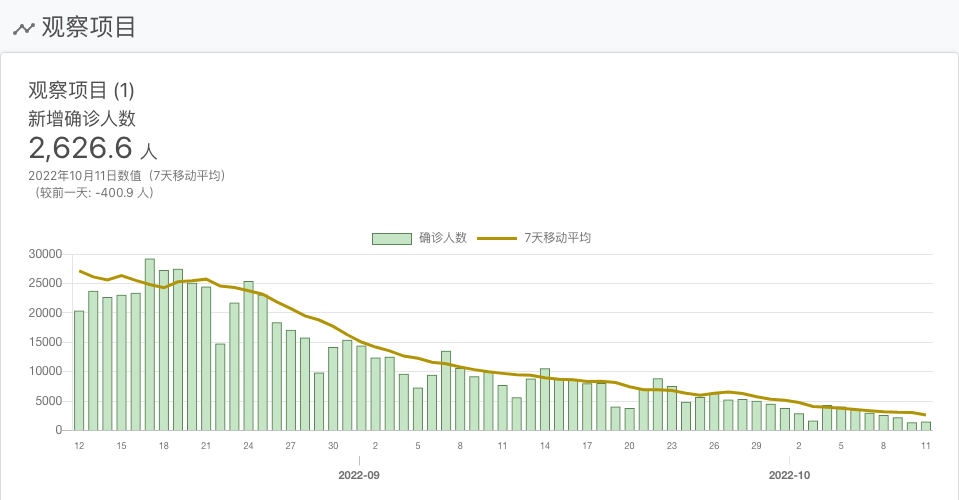 观察项目
观察项目 (1)
新增确诊人数
2,626.6 人
2022年10月11日数值（7天移动平均）
（较前一天: -400.9 人）
确诊人数 7天移动平均
30000
25000
20000
15000
10000
5000
0
12 15 18 21 24 27 30 2 5 8 11 14 17 20 23 26 29 2 5 8 11
2022-09 2022-10